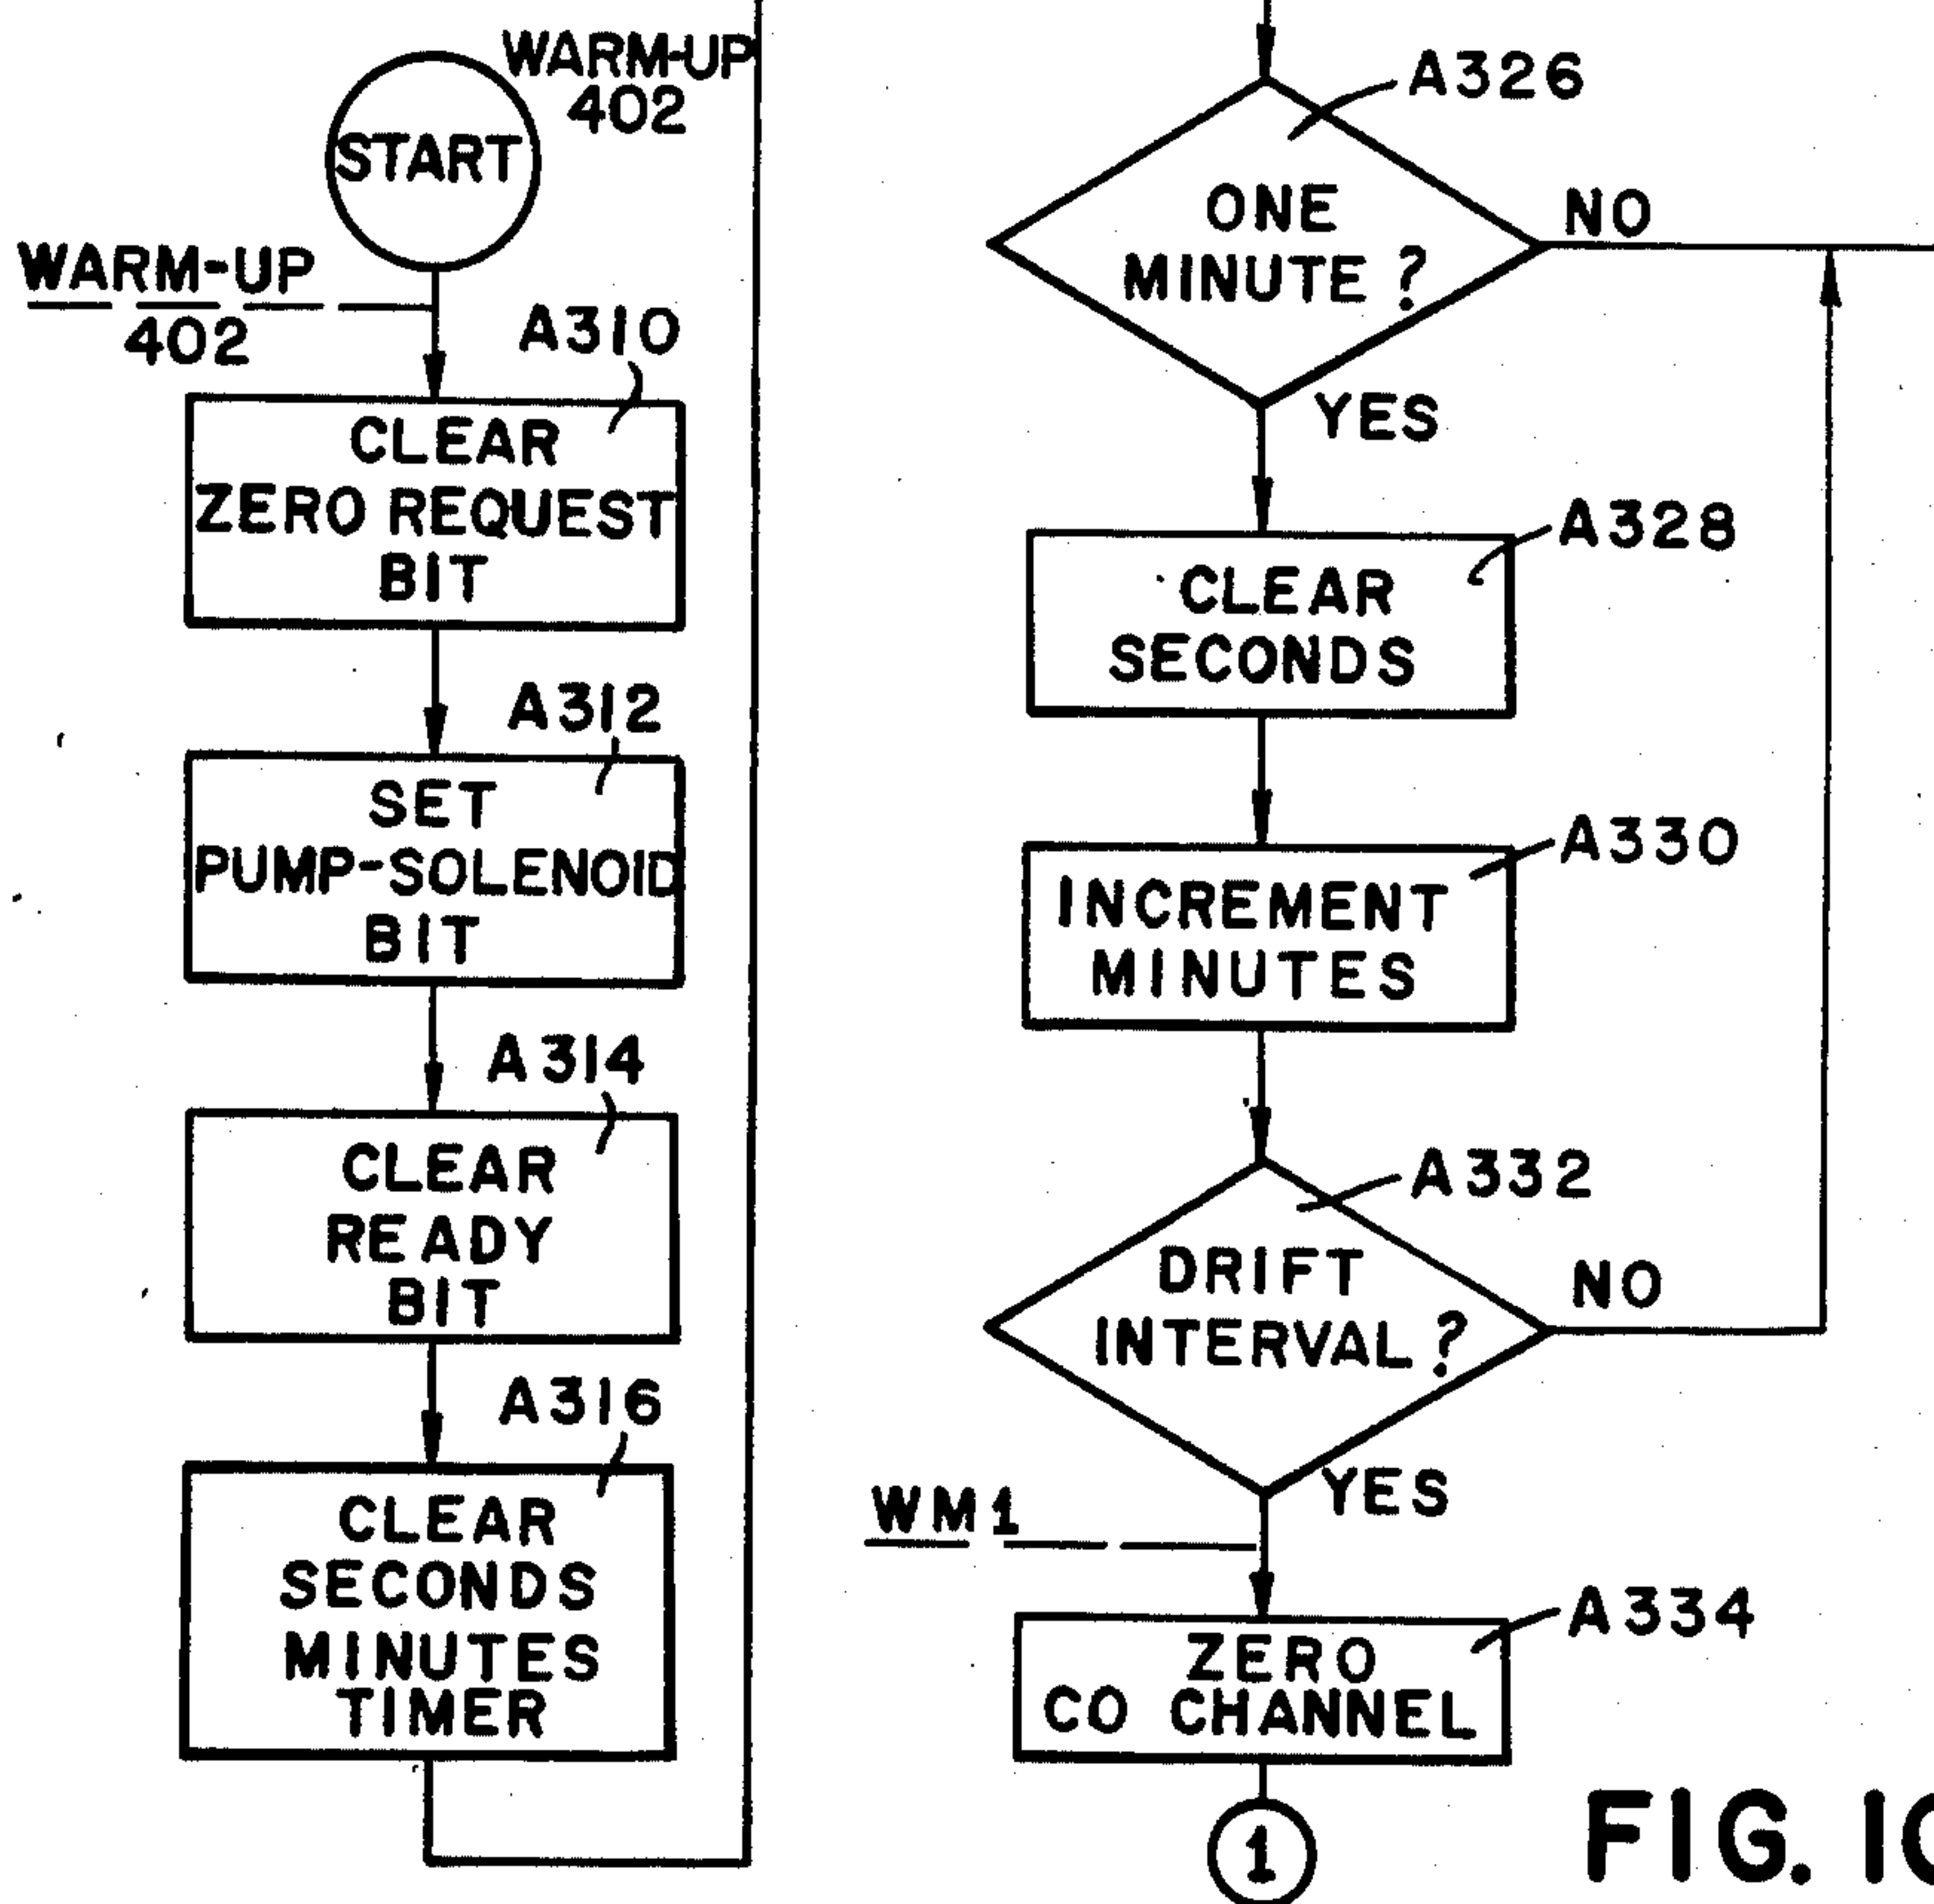 WARM-UP
402
START
WARM-UP
402
A310
CLEAR
ZERO REQUEST
BIT
A312
SET
PUMP-SOLENOID
BIT
A314
CLEAR
READY
BIT
A316
CLEAR
SECONDS
MINUTES
TIMER
A326
ONE
MINUTE ?
NO
YES
A328
CLEAR
SECONDS
A330
INCREMENT
MINUTES
A332
DRIFT
INTERVAL ?
NO
YES
WM1
A334
ZERO
CO CHANNEL
1
FIG.